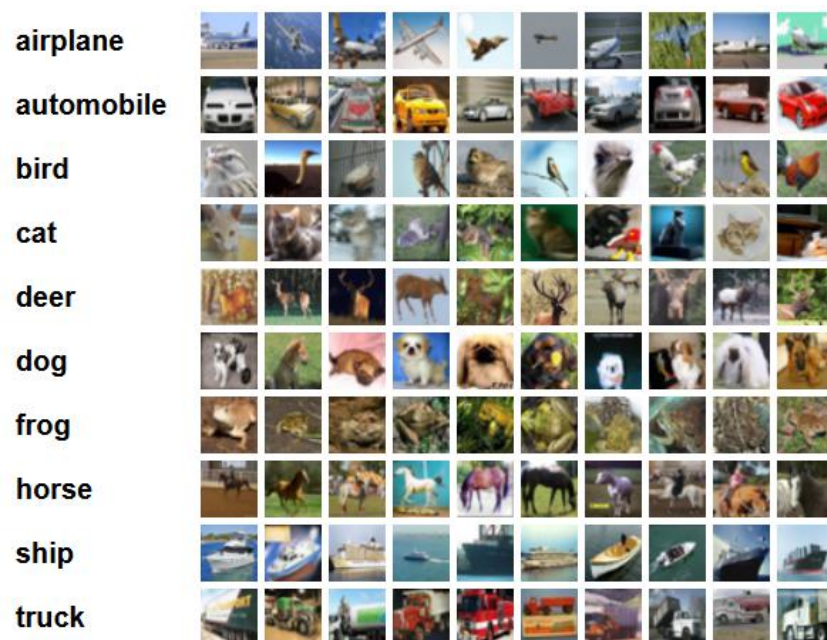 airplane
automobile
bird
cat
deer
dog
frog
horse
ship
truck